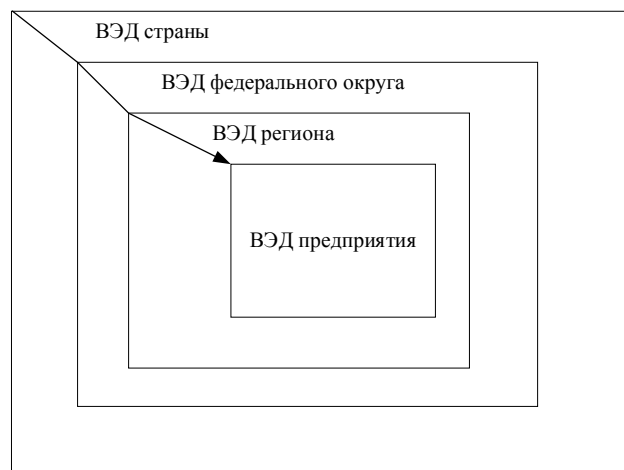 ВЭД страны
ВЭД федерального округа
ВЭД региона
ВЭД предприятия